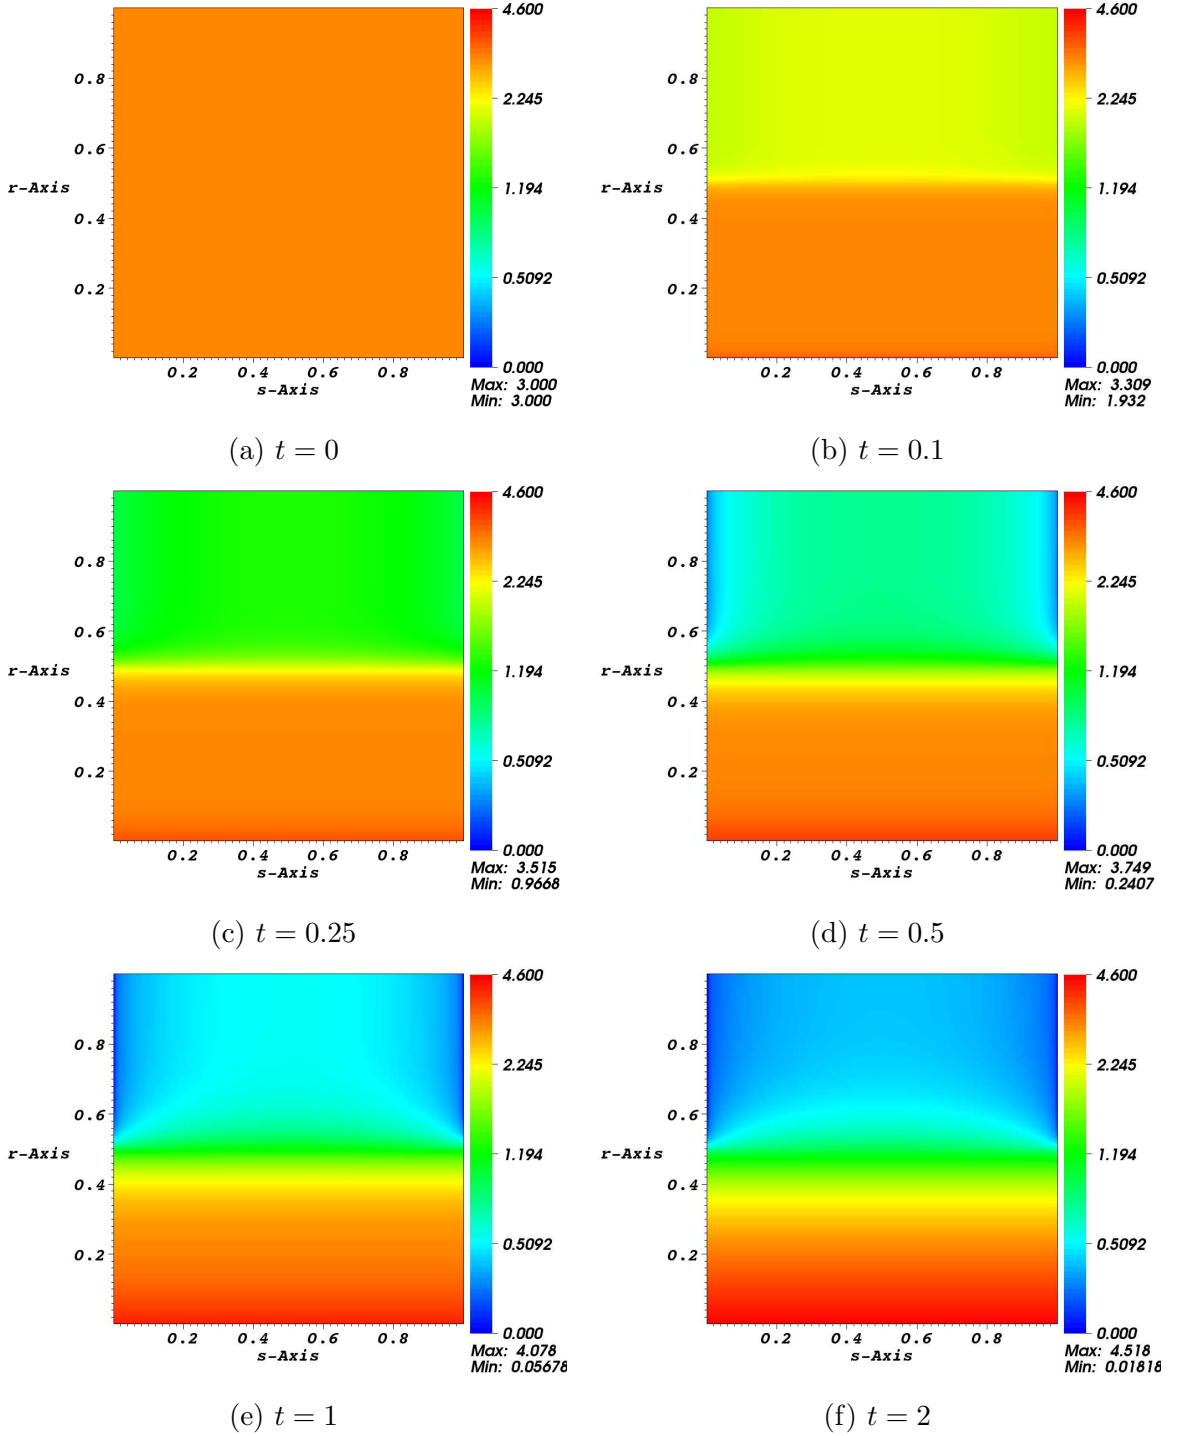 4.600
0.8
2.245
0.6
r-Axis
1.194
0.4
0.5092
0.2
0.000
0.2 0.4 0.6 0.8
s-Axis
Max: 3.000
Min: 3.000
(a) t = 0
4.600
0.8
2.245
0.6
r-Axis
1.194
0.4
0.5092
0.2
0.000
0.2 0.4 0.6 0.8
s-Axis
Max: 3.309
Min: 1.932
(b) t = 0.1
4.600
0.8
2.245
0.6
r-Axis
1.194
0.4
0.5092
0.2
0.000
0.2 0.4 0.6 0.8
s-Axis
Max: 3.515
Min: 0.9668
(c) t = 0.25
4.600
0.8
2.245
0.6
r-Axis
1.194
0.4
0.5092
0.2
0.000
0.2 0.4 0.6 0.8
s-Axis
Max: 3.749
Min: 0.2407
(d) t = 0.5
4.600
0.8
2.245
0.6
r-Axis
1.194
0.4
0.5092
0.2
0.000
0.2 0.4 0.6 0.8
s-Axis
Max: 4.078
Min: 0.05678
(e) t = 1
4.600
0.8
2.245
0.6
r-Axis
1.194
0.4
0.5092
0.2
0.000
0.2 0.4 0.6 0.8
s-Axis
Max: 4.518
Min: 0.01818
(f) t = 2